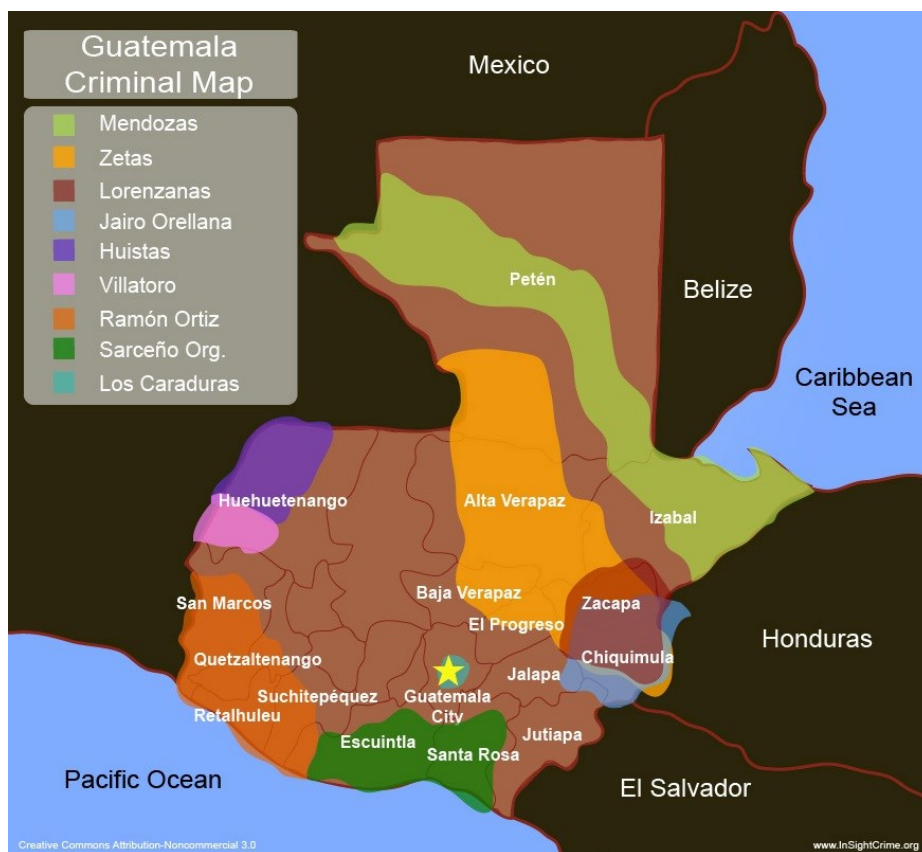 Guatemala
Criminal Map
Mendozas
Zetas
Lorenzanas
Jairo Orellana
Huistas
Villatoro
Ramón Ortiz
Sarceño Org.
Los Caraduras
Mexico
Belize
Caribbean
Sea
Petén
Huehuetenango
Alta Verapaz
Izabal
San Marcos
Baja Verapaz
Zacapa
El Progreso
Honduras
Quetzaltenango
Chiquimula
Jalapa
Suchitepéquez
Guatemala
City
Retalhuleu
Jutiapa
Escuintla
Santa Rosa
Pacific Ocean
El Salvador
Creative Commons Attribution-Noncommercial 3.0
www.InSightCrime.org